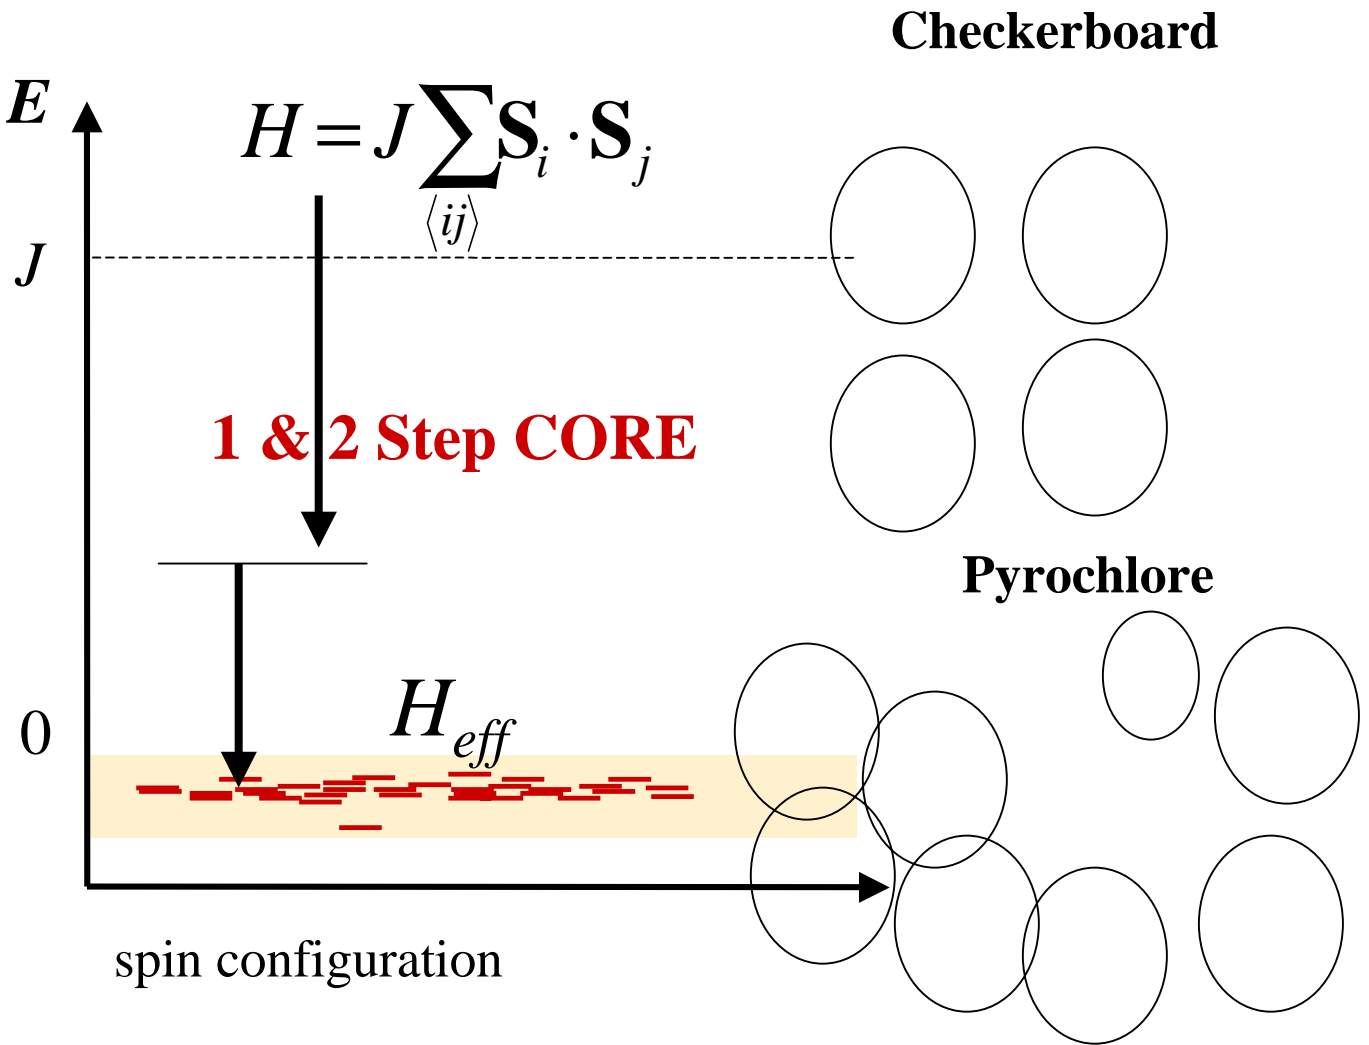 Checkerboard
E
H = J∑S_i · S_j
⟨ij⟩
J
1 & 2 Step CORE
Pyrochlore
H_eff
0
spin configuration